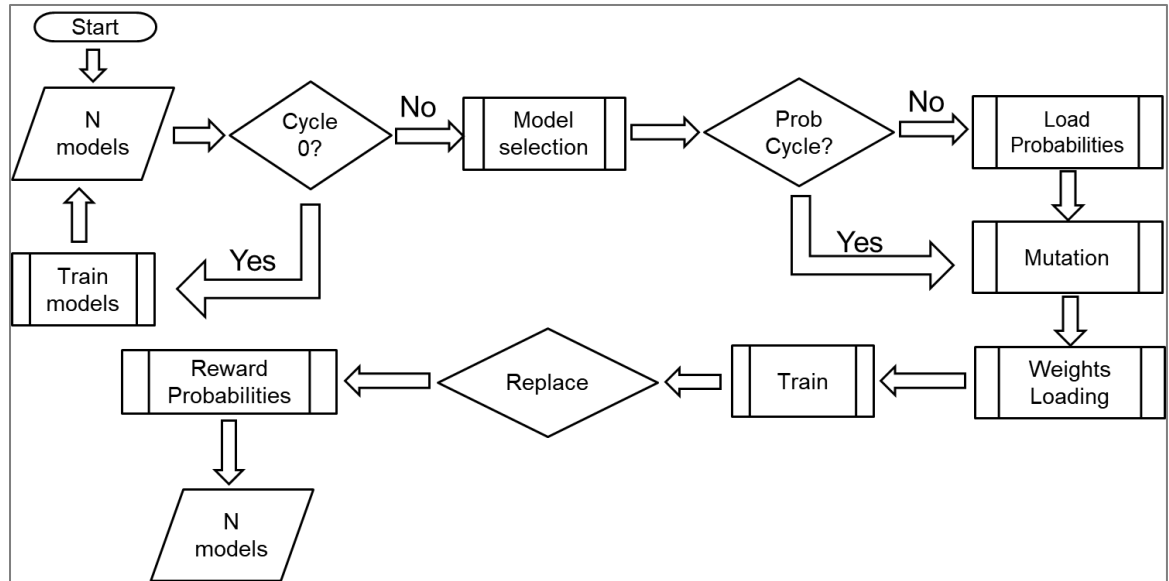 Start
N
models
Cycle
0?
No
Model
selection
Prob
Cycle?
No
Load
Probabilities
Yes
Train
models
Yes
Mutation
Reward
Probabilities
Replace
Train
Weights
Loading
N
models